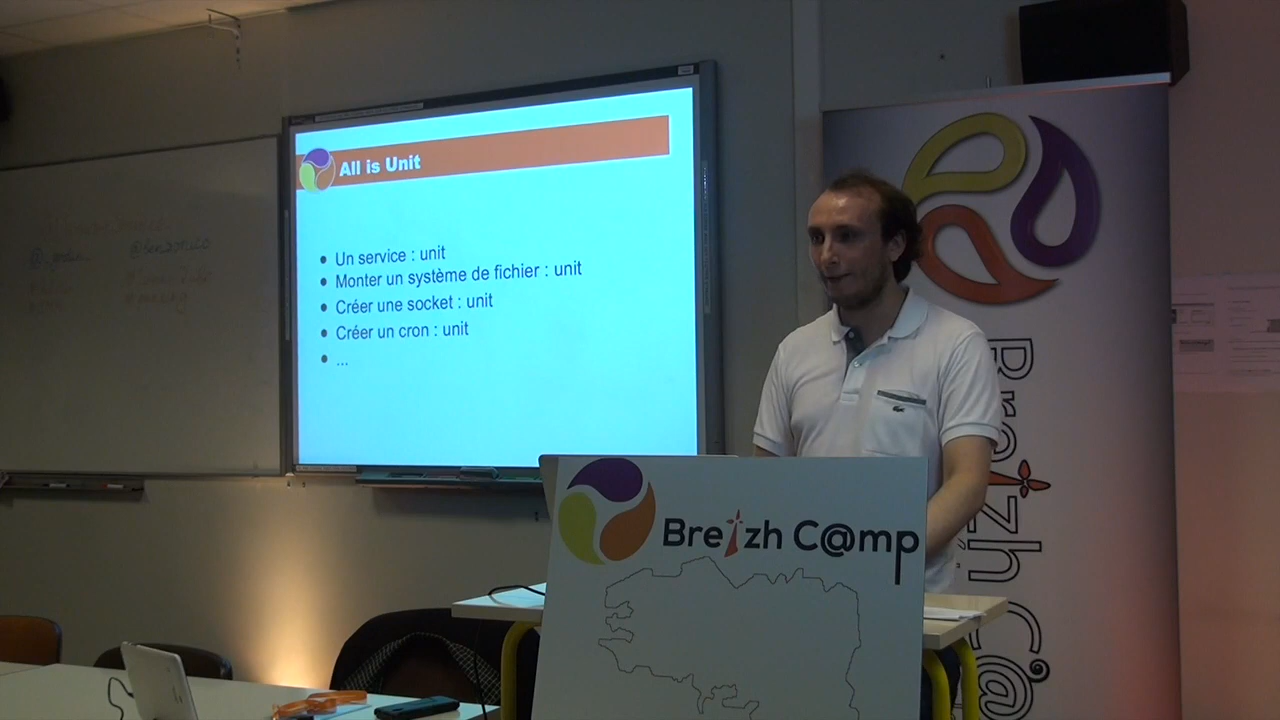 All is Unit
Un service : unit
Monter un système de fichier : unit
Créer une socket : unit
Créer un cron : unit
...
Breizh C@mp
Breizh C@